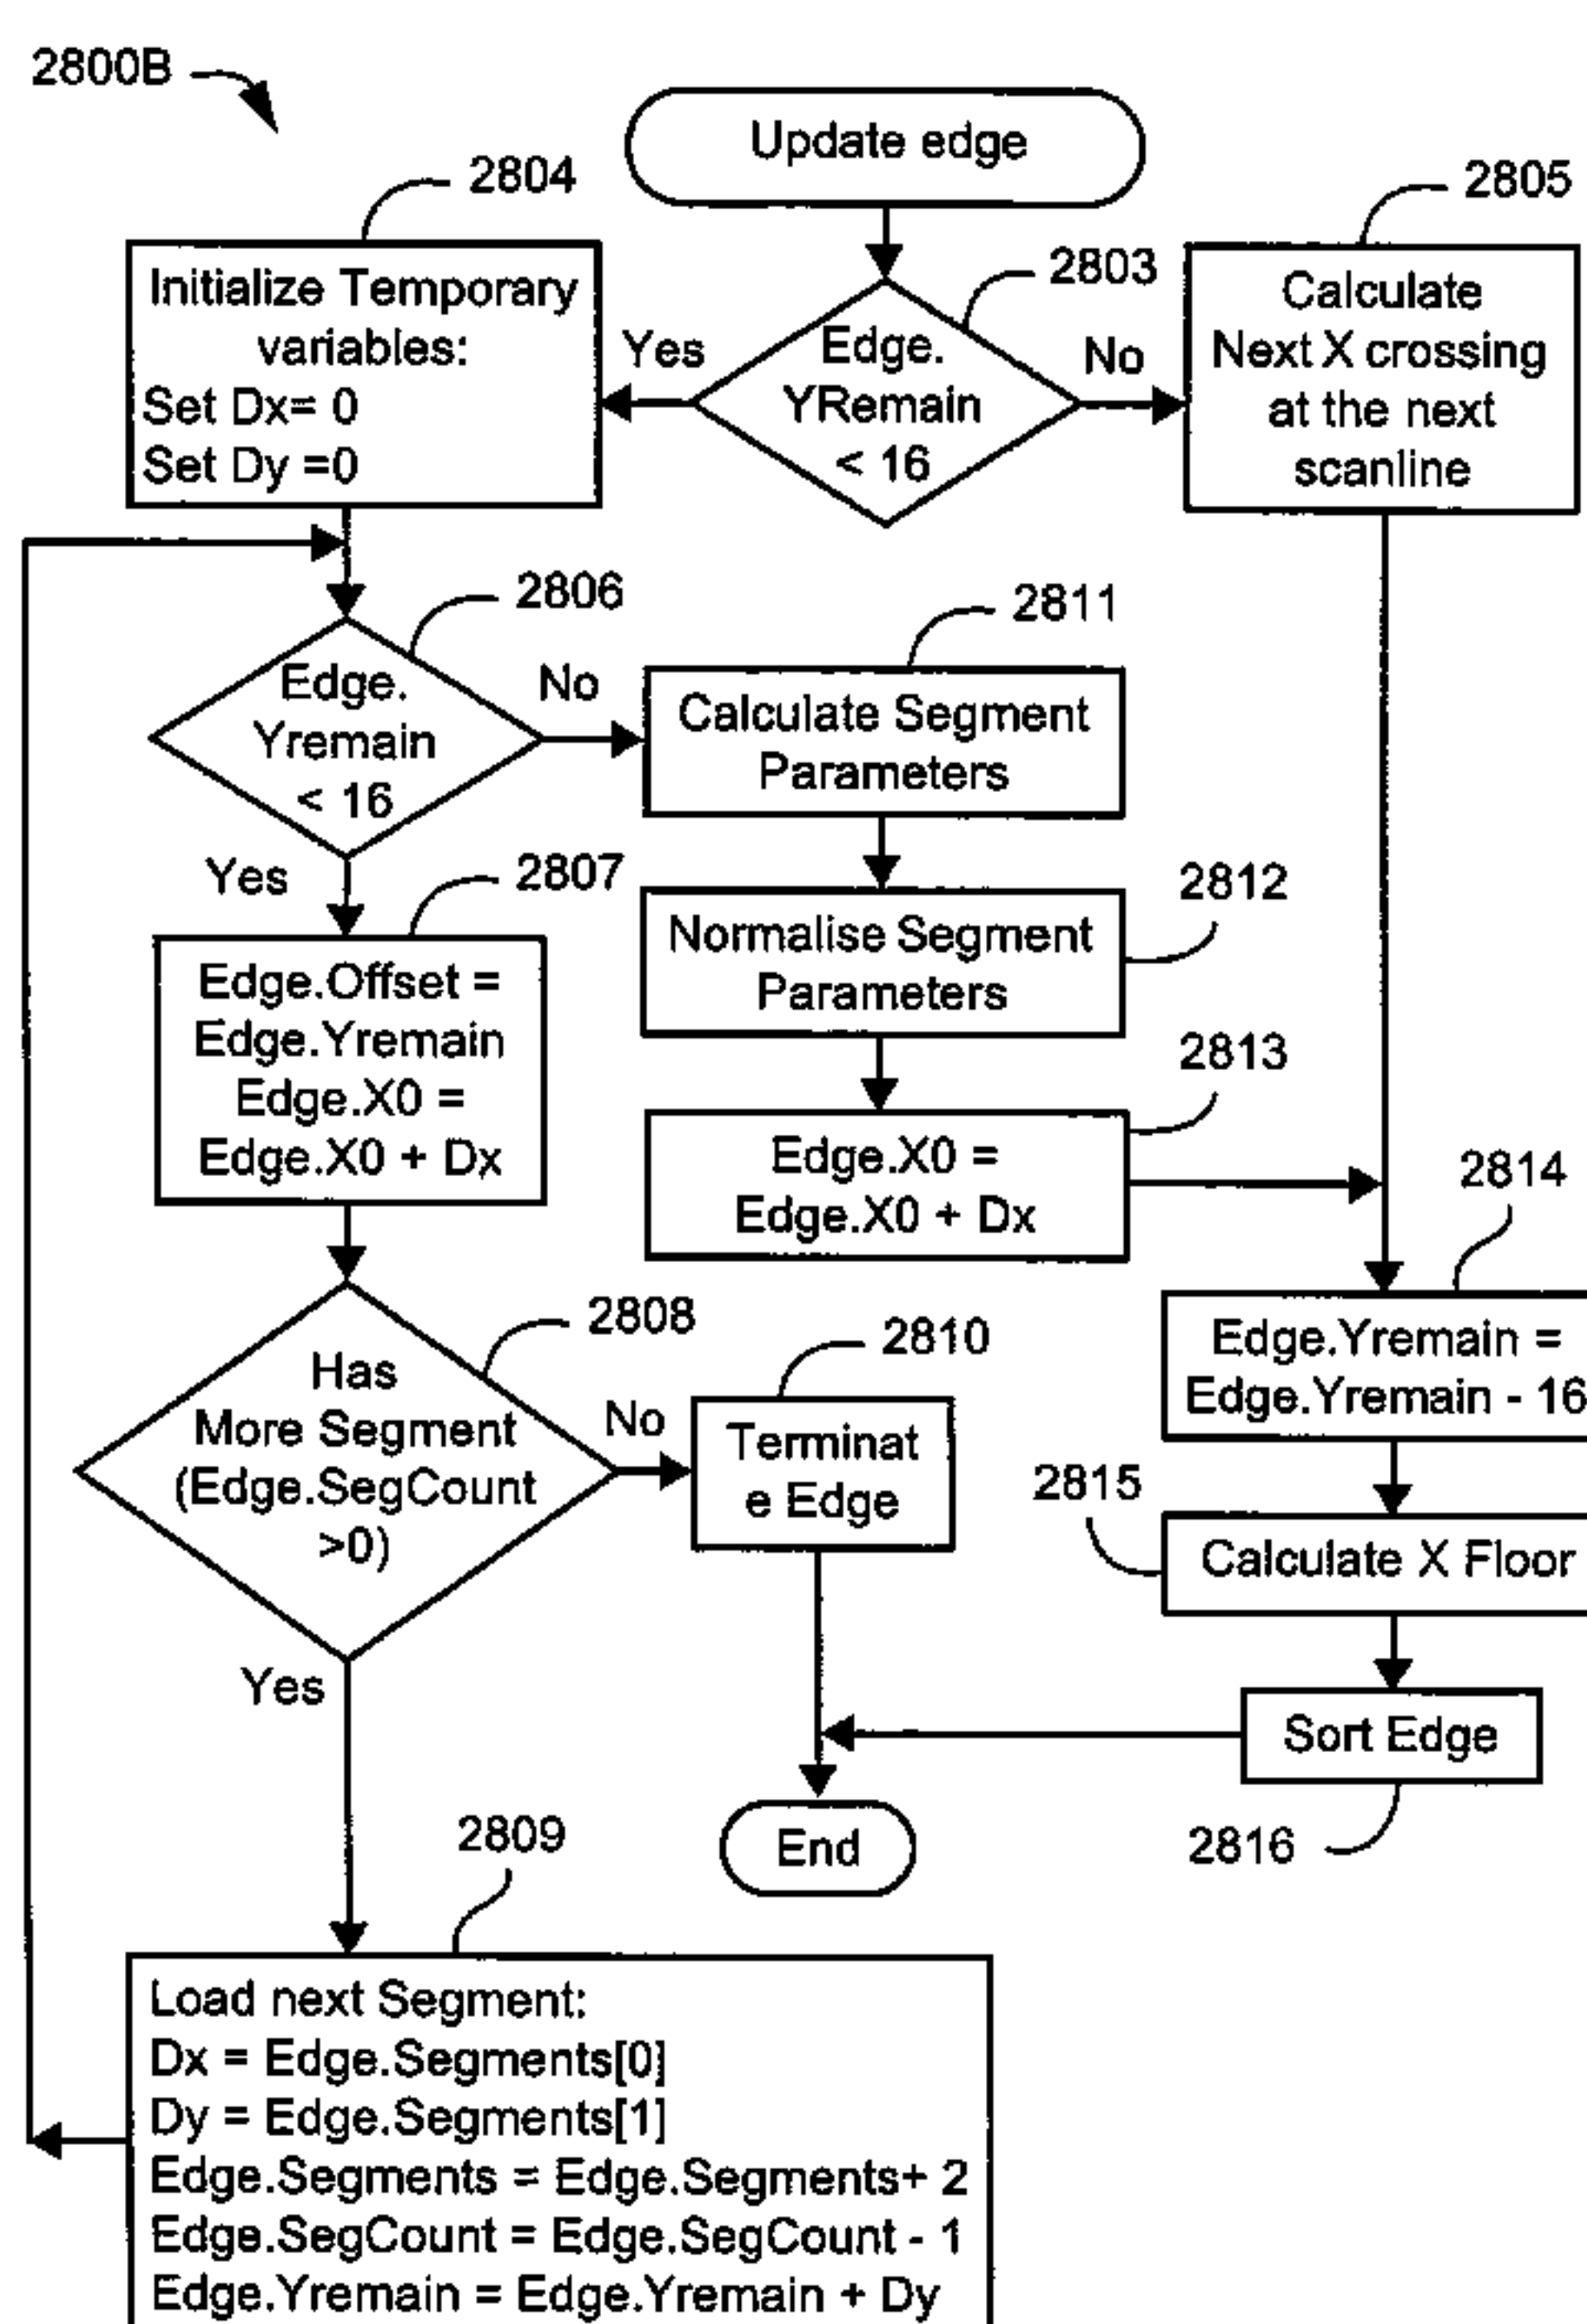 2800B
Update edge
2804
2805
Initialize Temporary
variables:
Set Dx= 0
Set Dy =0
Yes
2803
Edge.
YRemain
< 16
No
Calculate
Next X crossing
at the next
scanline
2806
Edge.
Yremain
< 16
No
Yes
2811
Calculate Segment
Parameters
2807
Edge.Offset =
Edge.Yremain
Edge.X0 =
Edge.X0 + Dx
2812
Normalise Segment
Parameters
2813
Edge.X0 =
Edge.X0 + Dx
2814
Edge.Yremain =
Edge.Yremain - 16
2808
Has
More Segment
(Edge.SegCount
>0)
No
Yes
2810
Terminat
e Edge
2815
Calculate X Floor
Sort Edge
2816
End
2809
Load next Segment:
Dx = Edge.Segments[0]
Dy = Edge.Segments[1]
Edge.Segments = Edge.Segments+ 2
Edge.SegCount = Edge.SegCount - 1
Edge.Yremain = Edge.Yremain + Dy